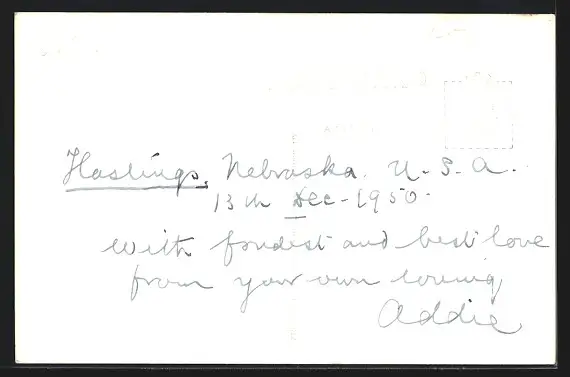 Hastings, Nebraska. U. S. A.
13th Dec - 1950.
With fondest and best love
from your own loving
Addie